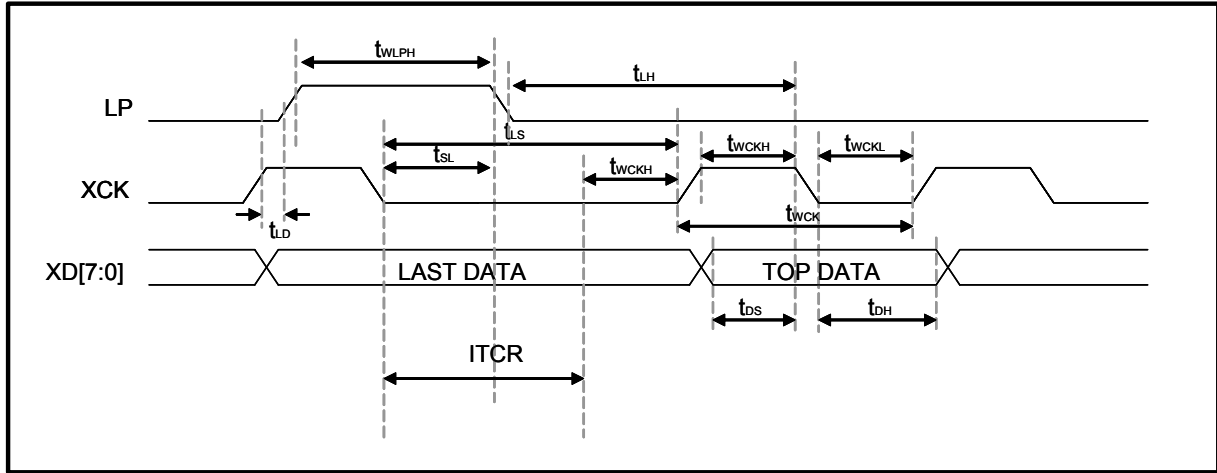 tWLPH
tLH
LP
tLS
tSL
tWCKH
tWCKH
tWCKL
XCK
tWCK
tLD
XD[7:0]
LAST DATA
TOP DATA
tDS
tDH
ITCR